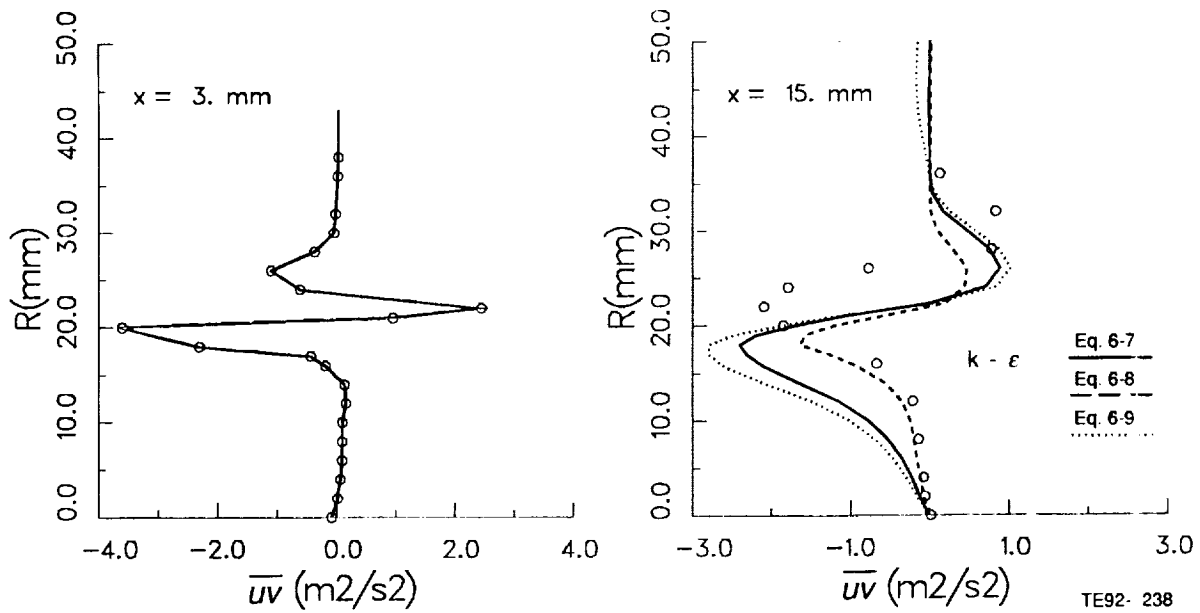 50.0
40.0
30.0
20.0
10.0
0.0
R(mm)
x = 3. mm
-4.0 -2.0 0.0 2.0 4.0
uv (m2/s2)
50.0
40.0
30.0
20.0
10.0
0.0
R(mm)
x = 15. mm
k - ε
Eq. 6-7
Eq. 6-8
Eq. 6-9
-3.0 -1.0 1.0 3.0
uv (m2/s2)
TE92- 238